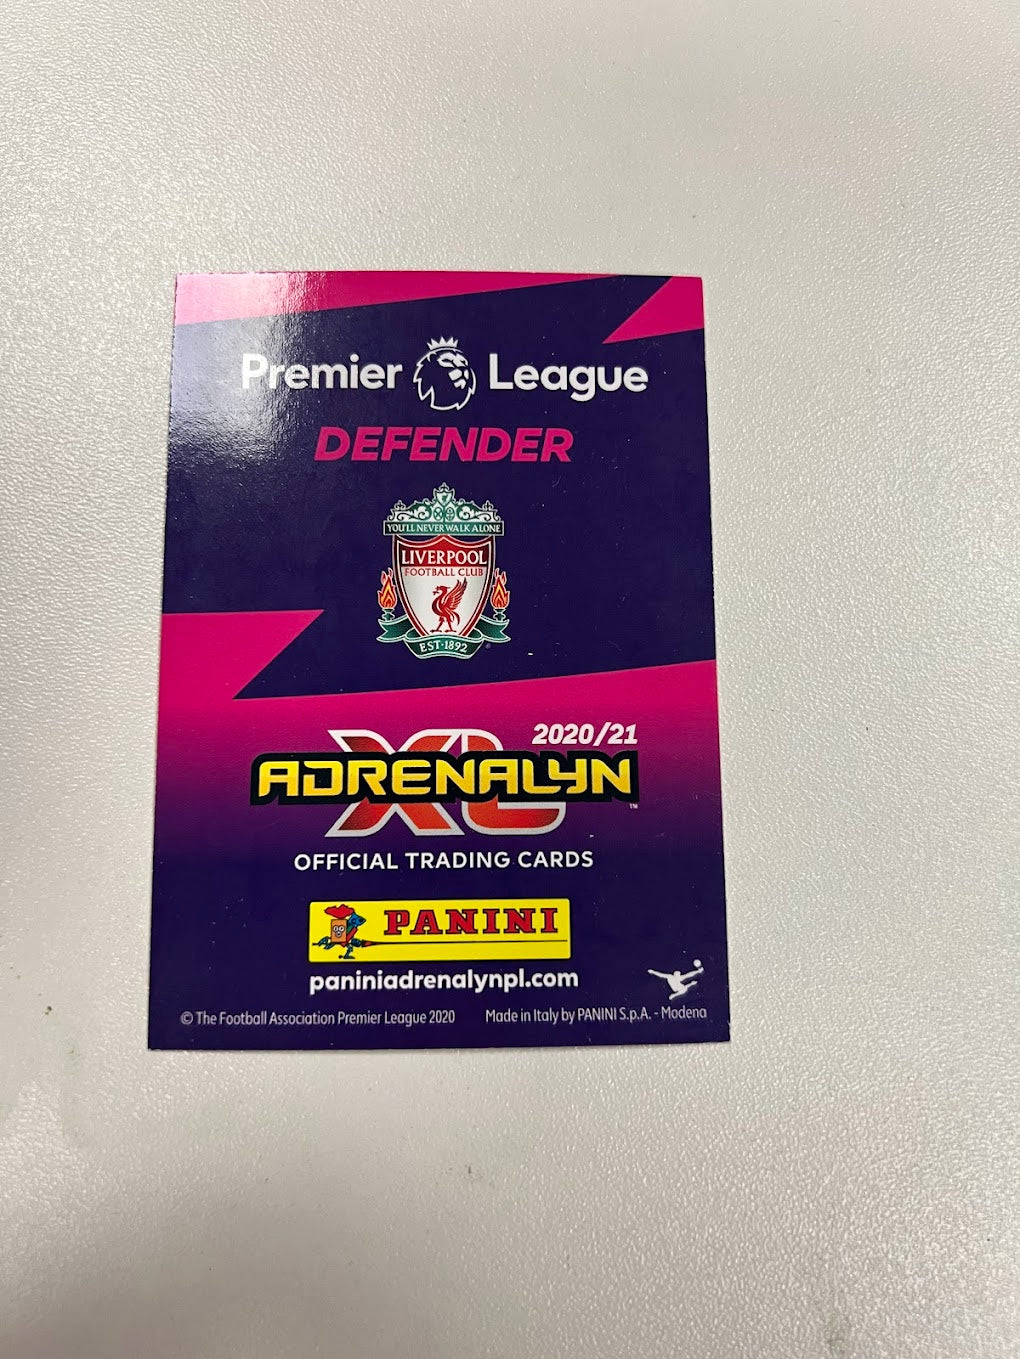 Premier League
DEFENDER
YOU'LL NEVER WALK ALONE
LIVERPOOL
FOOTBALL CLUB
EST·1892
®
2020/21
XL
ADRENALYN
TM
OFFICIAL TRADING CARDS
PANINI
paniniadrenalynpl.com
© The Football Association Premier League 2020 Made in Italy by PANINI S.p.A. - Modena